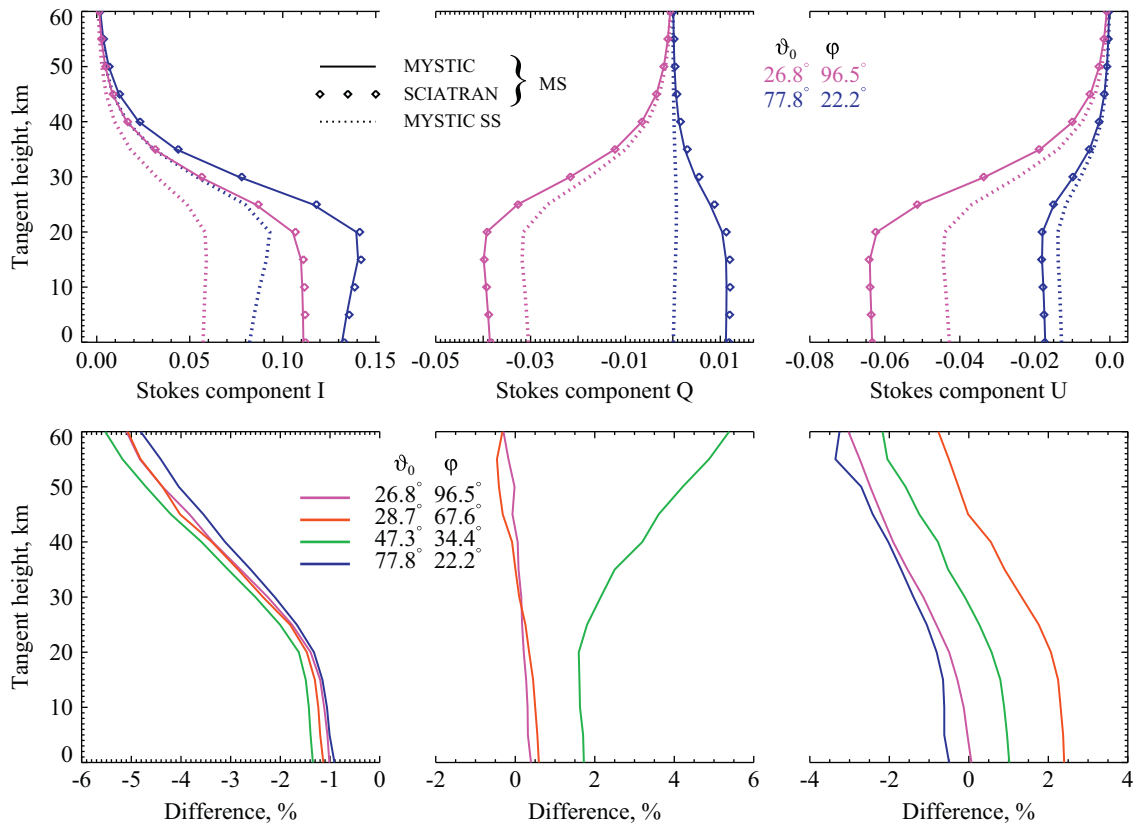 60
50
40
30
20
10
0
Tangent height, km
MYSTIC
SCIATRAN
MYSTIC SS
} MS
ϑ₀ φ
26.8° 96.5°
77.8° 22.2°
0.00 0.05 0.10 0.15
Stokes component I
-0.05 -0.03 -0.01 0.01
Stokes component Q
-0.08 -0.06 -0.04 -0.02 0.0
Stokes component U
60
50
40
30
20
10
0
Tangent height, km
ϑ₀ φ
26.8° 96.5°
28.7° 67.6°
47.3° 34.4°
77.8° 22.2°
-6 -5 -4 -3 -2 -1 0
Difference, %
-2 0 2 4 6
Difference, %
-4 -2 0 2 4
Difference, %